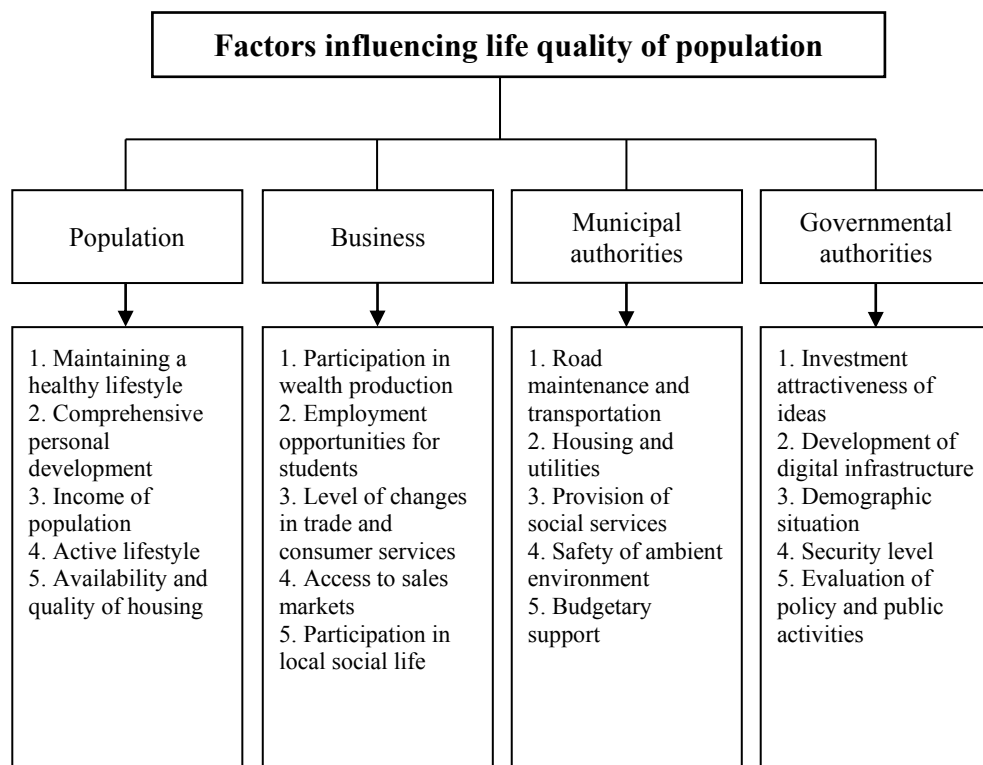 Factors influencing life quality of population
Population
Business
Municipal
authorities
Governmental
authorities
1. Maintaining a
healthy lifestyle
2. Comprehensive
personal
development
3. Income of
population
4. Active lifestyle
5. Availability and
quality of housing
1. Participation in
wealth production
2. Employment
opportunities for
students
3. Level of changes
in trade and
consumer services
4. Access to sales
markets
5. Participation in
local social life
1. Road
maintenance and
transportation
2. Housing and
utilities
3. Provision of
social services
4. Safety of ambient
environment
5. Budgetary
support
1. Investment
attractiveness of
ideas
2. Development of
digital infrastructure
3. Demographic
situation
4. Security level
5. Evaluation of
policy and public
activities